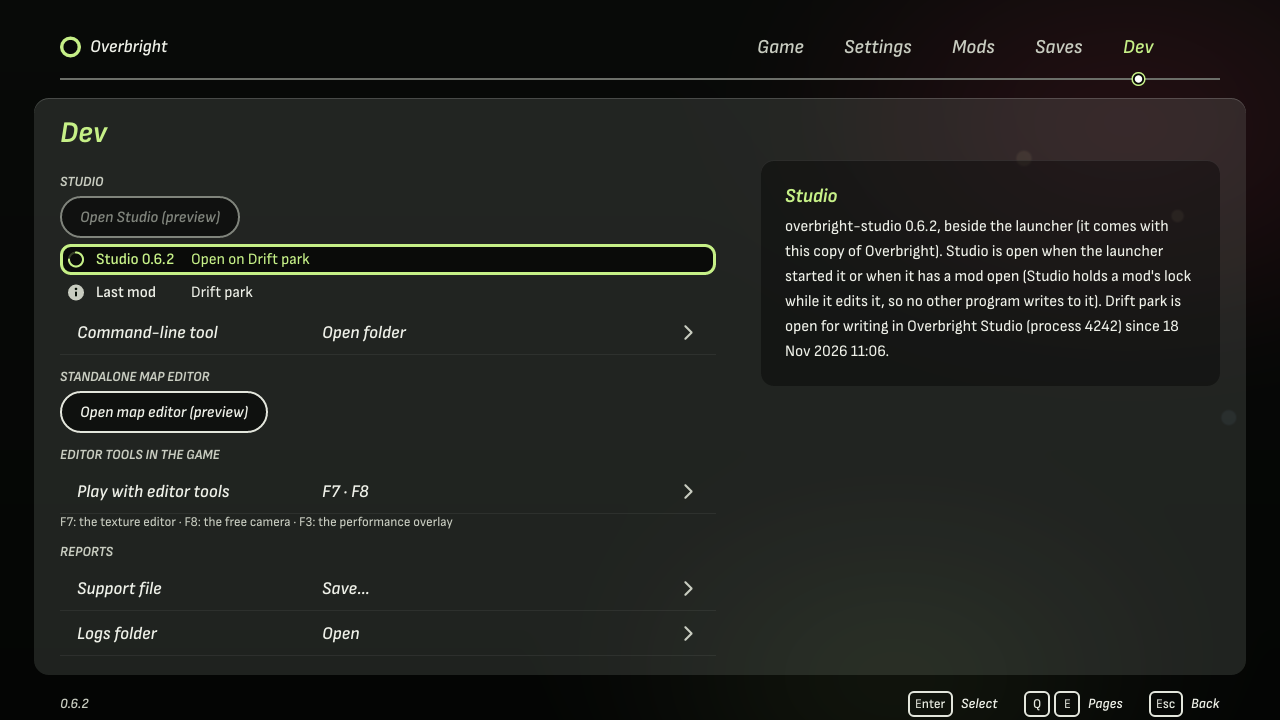 Overbright
Game
Settings
Mods
Saves
Dev
Dev
STUDIO
Open Studio (preview)
Studio 0.6.2 Open on Drift park
Last mod Drift park
Command-line tool Open folder
STANDALONE MAP EDITOR
Open map editor (preview)
EDITOR TOOLS IN THE GAME
Play with editor tools F7 · F8
F7: the texture editor · F8: the free camera · F3: the performance overlay
REPORTS
Support file Save...
Logs folder Open
Studio
overbright-studio 0.6.2, beside the launcher (it comes with
this copy of Overbright). Studio is open when the launcher
started it or when it has a mod open (Studio holds a mod's lock
while it edits it, so no other program writes to it). Drift park is
open for writing in Overbright Studio (process 4242) since 18
Nov 2026 11:06.
0.6.2
Enter Select
Q E Pages
Esc Back